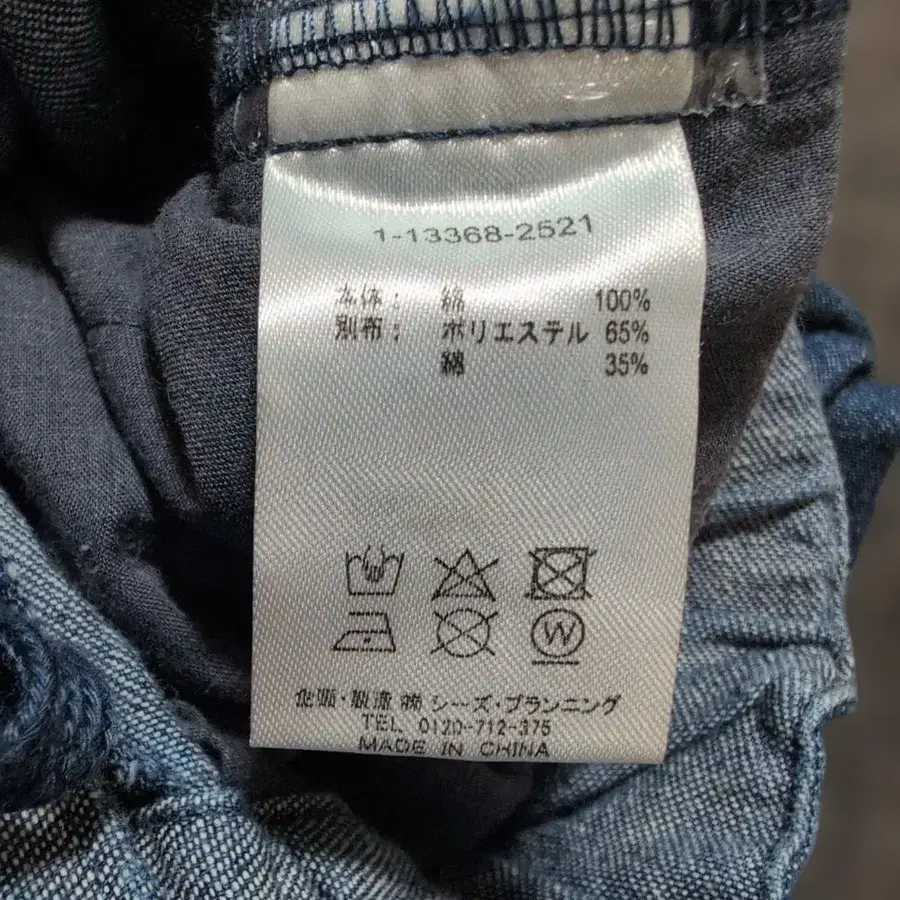 1-13368-2521
本体: 綿 100%
別布: ポリエステル 65%
綿 35%
W
企画・製造 ㈱シーズ・プランニング
TEL 0120-712-375
MADE IN CHINA